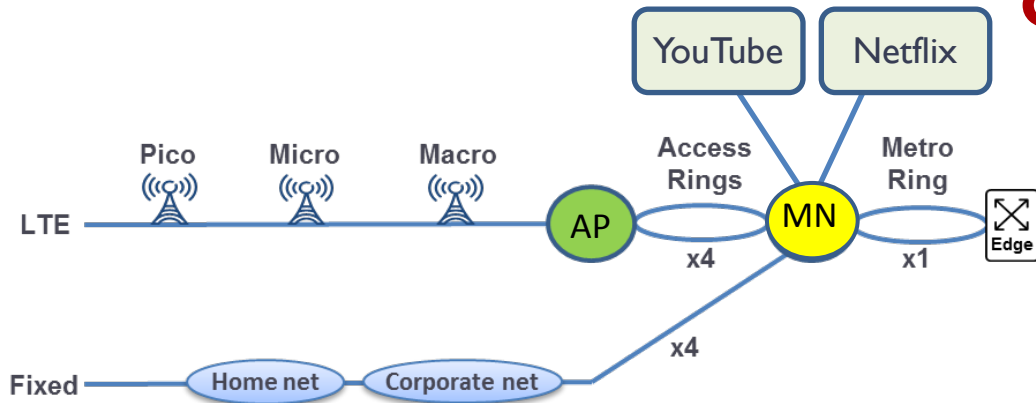 YouTube
Netflix
Pico
Micro
Macro
Access
Rings
Metro
Ring
LTE
AP
MN
Edge
x4
x1
x4
Fixed
Home net
Corporate net